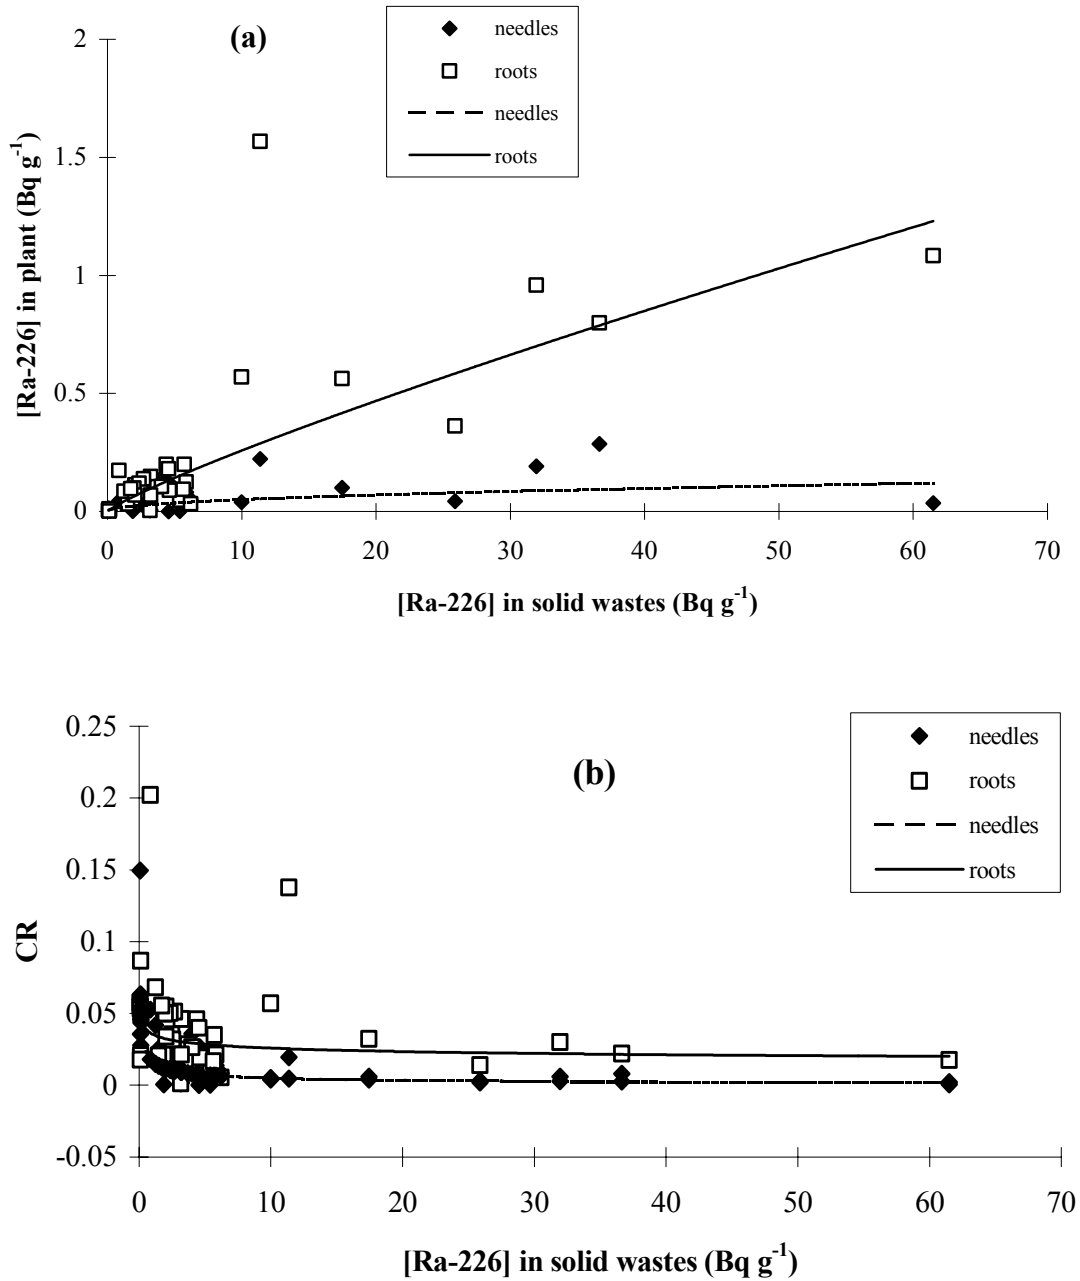 (a)
needles
roots
needles
roots
2
1.5
1
0.5
0
[Ra-226] in plant (Bq g-1)
0 10 20 30 40 50 60 70
[Ra-226] in solid wastes (Bq g-1)
(b)
needles
roots
needles
roots
0.25
0.2
0.15
0.1
0.05
0
-0.05
CR
0 10 20 30 40 50 60 70
[Ra-226] in solid wastes (Bq g-1)